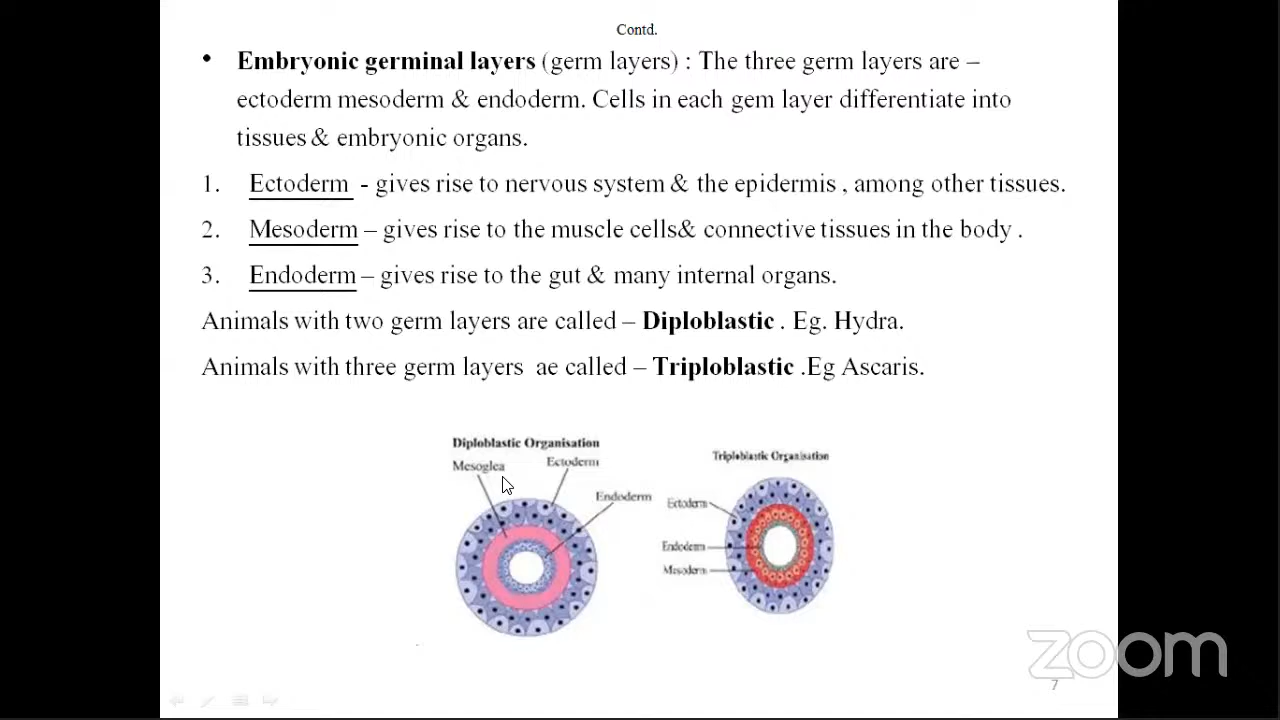 Contd.
• Embryonic germinal layers (germ layers) : The three germ layers are –
ectoderm mesoderm & endoderm. Cells in each gem layer differentiate into
tissues & embryonic organs.
1. Ectoderm - gives rise to nervous system & the epidermis , among other tissues.
2. Mesoderm – gives rise to the muscle cells& connective tissues in the body .
3. Endoderm – gives rise to the gut & many internal organs.
Animals with two germ layers are called – Diploblastic . Eg. Hydra.
Animals with three germ layers ae called – Triploblastic .Eg Ascaris.
Diploblastic Organisation
Mesoglea
Ectoderm
Endoderm
Triploblastic Organisation
Ectoderm
Endoderm
Mesoderm
zoom
7